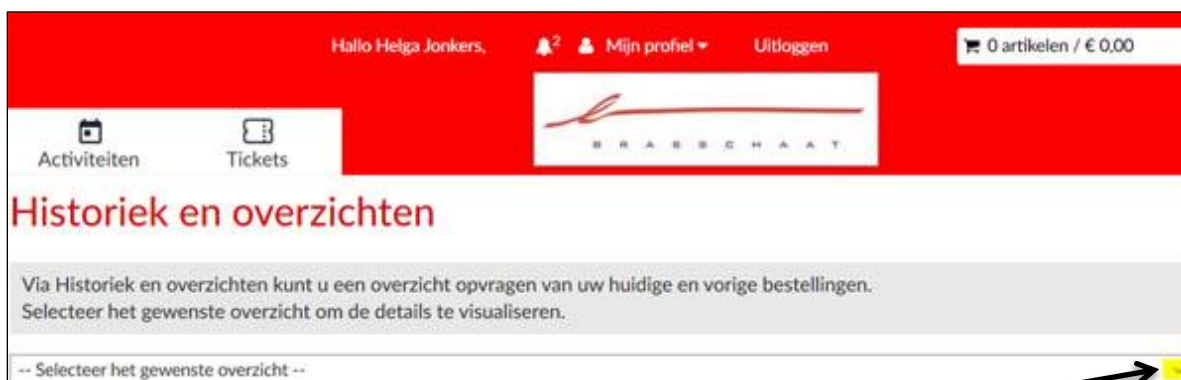 Hallo Helga Jonkers, 2 Mijn profiel Uitloggen 0 artikelen / € 0,00
BRASSCHAAT
Activiteiten Tickets
Historiek en overzichten
Via Historiek en overzichten kunt u een overzicht opvragen van uw huidige en vorige bestellingen.
Selecteer het gewenste overzicht om de details te visualiseren.
-- Selecteer het gewenste overzicht --